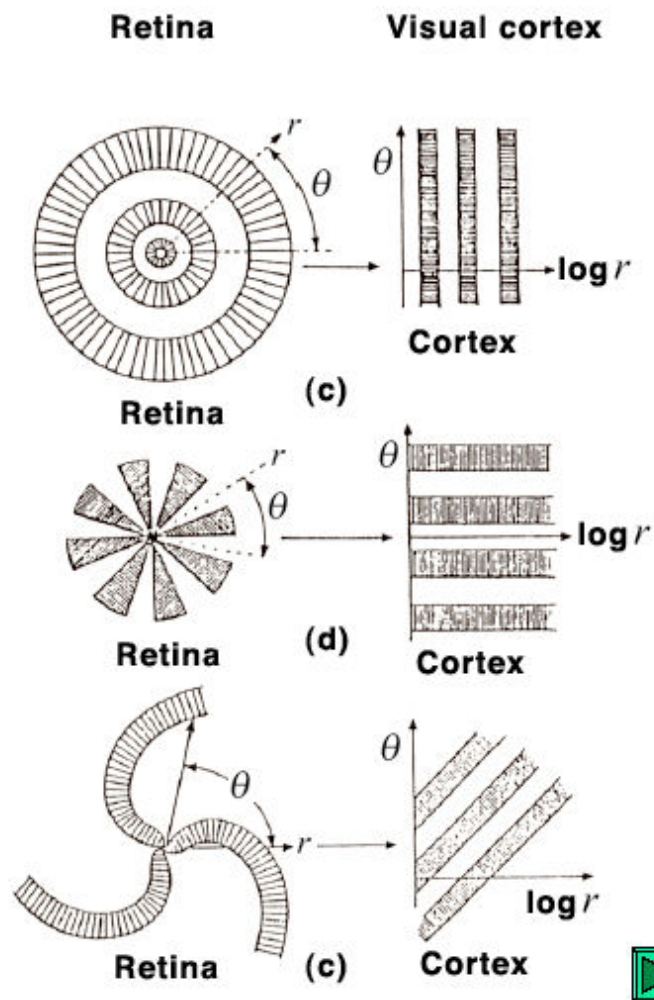 Retina Visual cortex
r
θ
θ
log r
Cortex
(c)
Retina
r
θ
θ
log r
Retina (d) Cortex
θ
θ
r
log r
Retina (c) Cortex